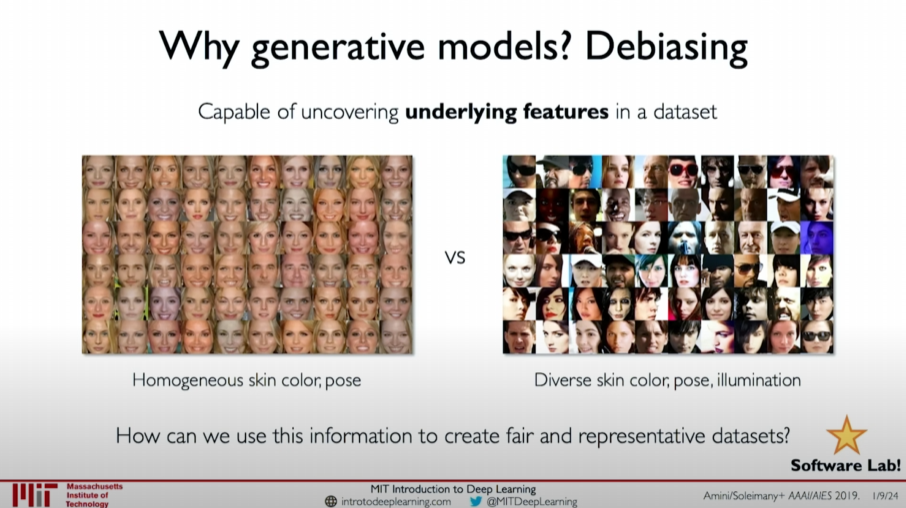 Why generative models? Debiasing
Capable of uncovering underlying features in a dataset
VS
Homogeneous skin color, pose
Diverse skin color, pose, illumination
How can we use this information to create fair and representative datasets?
Software Lab!
Massachusetts
Institute of
Technology
MIT Introduction to Deep Learning
introtodeeplearning.com @MITDeepLearning
Amini/Soleimany+ AAAI/AIES 2019. 1/9/24